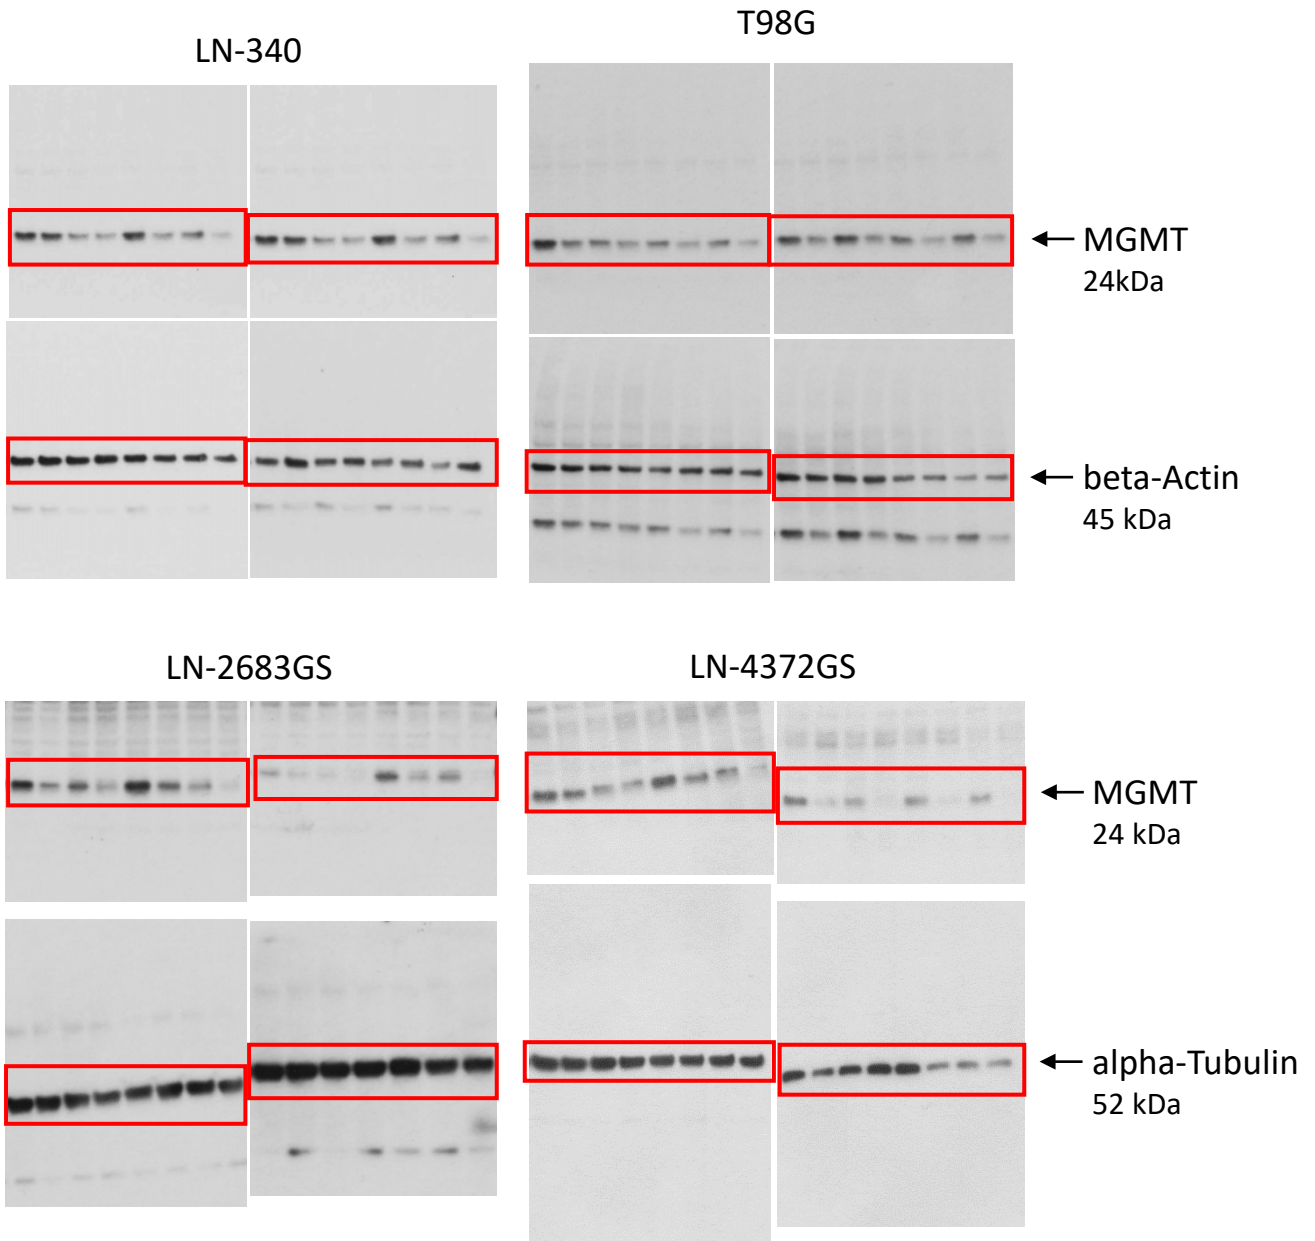 LN-340
T98G
MGMT
24kDa
beta-Actin
45 kDa
LN-2683GS
LN-4372GS
MGMT
24 kDa
alpha-Tubulin
52 kDa